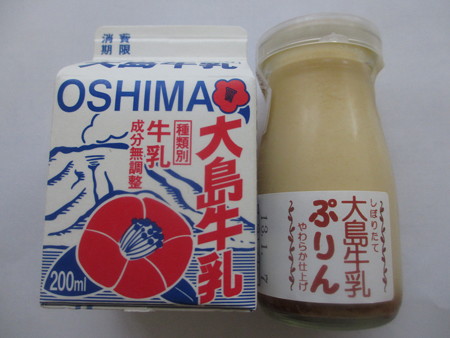 消費
期限
大島牛乳
OSHIMA
種類別
牛乳
成分無調整
大島牛乳
200ml
しぼりたて
大島牛乳
ぷりん
やわらか仕上げ